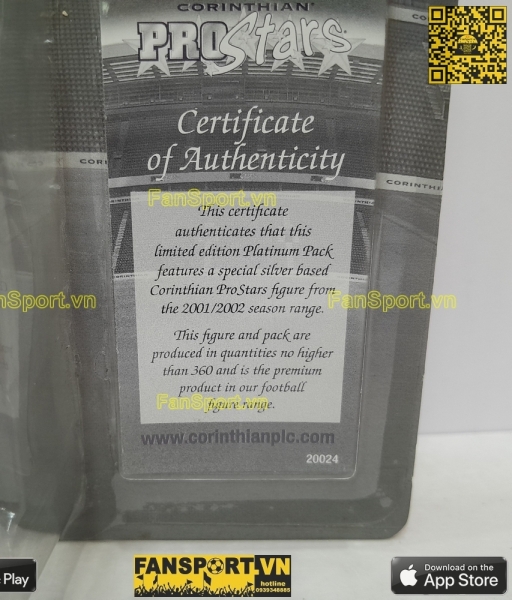 CORINTHIAN®
PROStars®
Certificate
of Authenticity
CORI
CORINTHIAN
FanSport.vn
This certificate
authenticates that this
limited edition Platinum Pack
features a special silver based
Corinthian ProStars figure from
the 2001/2002 season range.
FanSport.vn
FanSport.vn
This figure and pack are
produced in quantities no higher
than 360 and is the premium
product in our football
figure range.
FanSport.vn
www.corinthianplc.com
20024
Play
FANSPORT.VN
hotline
0939348885
Download on the
App Store